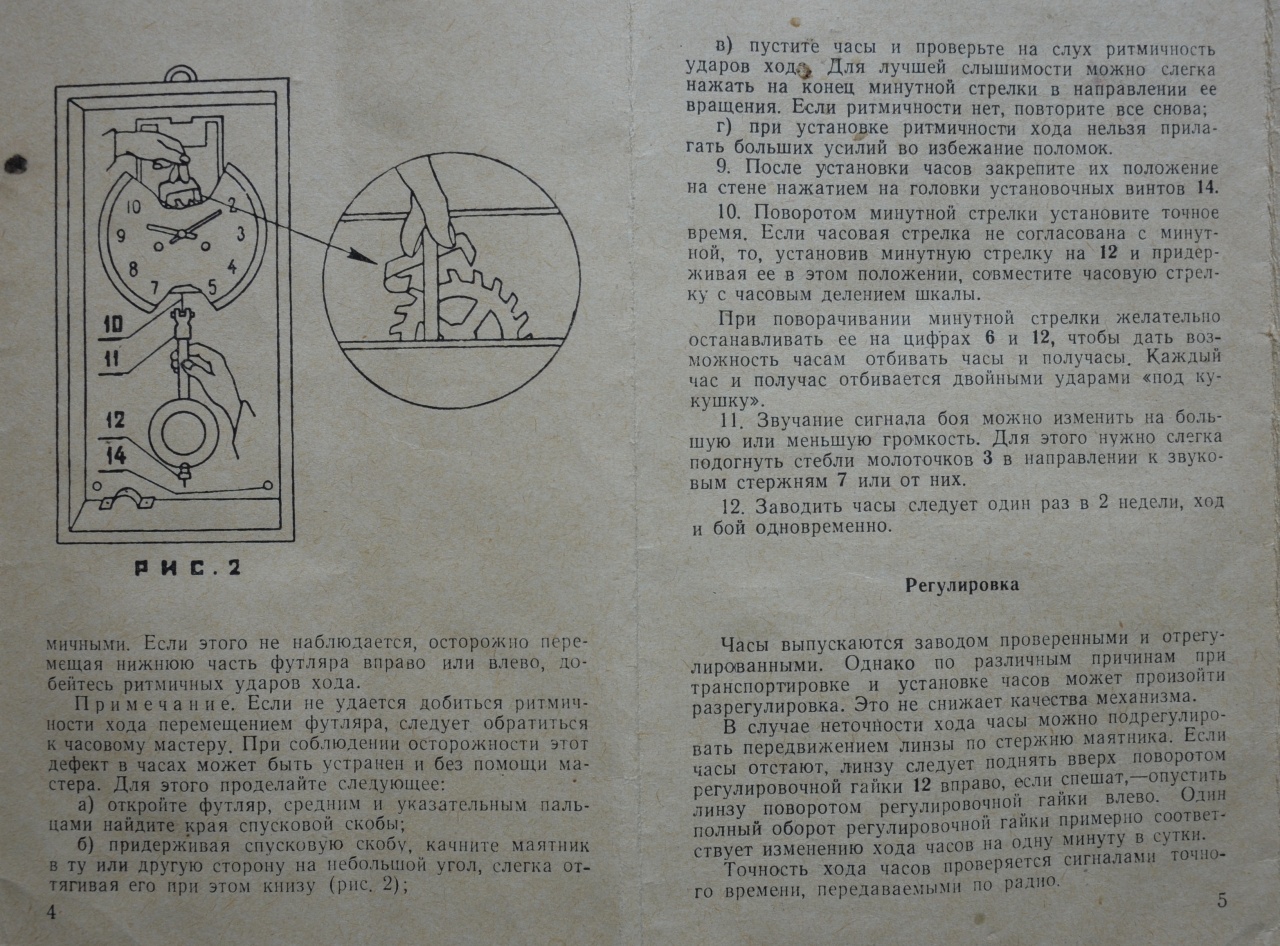 10
2
9
3
8
4
7
5
10
11
12
14
РИС.2
мичными. Если этого не наблюдается, осторожно пере-
мещая нижнюю часть футляра вправо или влево, до-
бейтесь ритмичных ударов хода.
Примечание. Если не удается добиться ритмич-
ности хода перемещением футляра, следует обратиться
к часовому мастеру. При соблюдении осторожности этот
дефект в часах может быть устранен и без помощи ма-
стера. Для этого проделайте следующее:
а) откройте футляр, средним и указательным паль-
цами найдите края спусковой скобы;
б) придерживая спусковую скобу, качните маятник
в ту или другую сторону на небольшой угол, слегка от-
тягивая его при этом книзу (рис. 2);
4
в) пустите часы и проверьте на слух ритмичность
ударов хода. Для лучшей слышимости можно слегка
нажать на конец минутной стрелки в направлении ее
вращения. Если ритмичности нет, повторите все снова;
г) при установке ритмичности хода нельзя прила-
гать больших усилий во избежание поломок.
9. После установки часов закрепите их положение
на стене нажатием на головки установочных винтов 14.
10. Поворотом минутной стрелки установите точное
время. Если часовая стрелка не согласована с минут-
ной, то, установив минутную стрелку на 12 и придер-
живая ее в этом положении, совместите часовую стрел-
ку с часовым делением шкалы.
При поворачивании минутной стрелки желательно
останавливать ее на цифрах 6 и 12, чтобы дать воз-
можность часам отбивать часы и получасы. Каждый
час и получас отбивается двойными ударами «под ку-
кушку».
11. Звучание сигнала боя можно изменить на боль-
шую или меньшую громкость. Для этого нужно слегка
подогнуть стебли молоточков 3 в направлении к звуко-
вым стержням 7 или от них.
12. Заводить часы следует один раз в 2 недели, ход
и бой одновременно.
Регулировка
Часы выпускаются заводом проверенными и отрегу-
лированными. Однако по различным причинам при
транспортировке и установке часов может произойти
разрегулировка. Это не снижает качества механизма.
В случае неточности хода часы можно подрегулиро-
вать передвижением линзы по стержню маятника. Если
часы отстают, линзу следует поднять вверх поворотом
регулировочной гайки 12 вправо, если спешат,—опустить
линзу поворотом регулировочной гайки влево. Один
полный оборот регулировочной гайки примерно соответ-
ствует изменению хода часов на одну минуту в сутки.
Точность хода часов проверяется сигналами точно-
го времени, передаваемыми по радио.
5